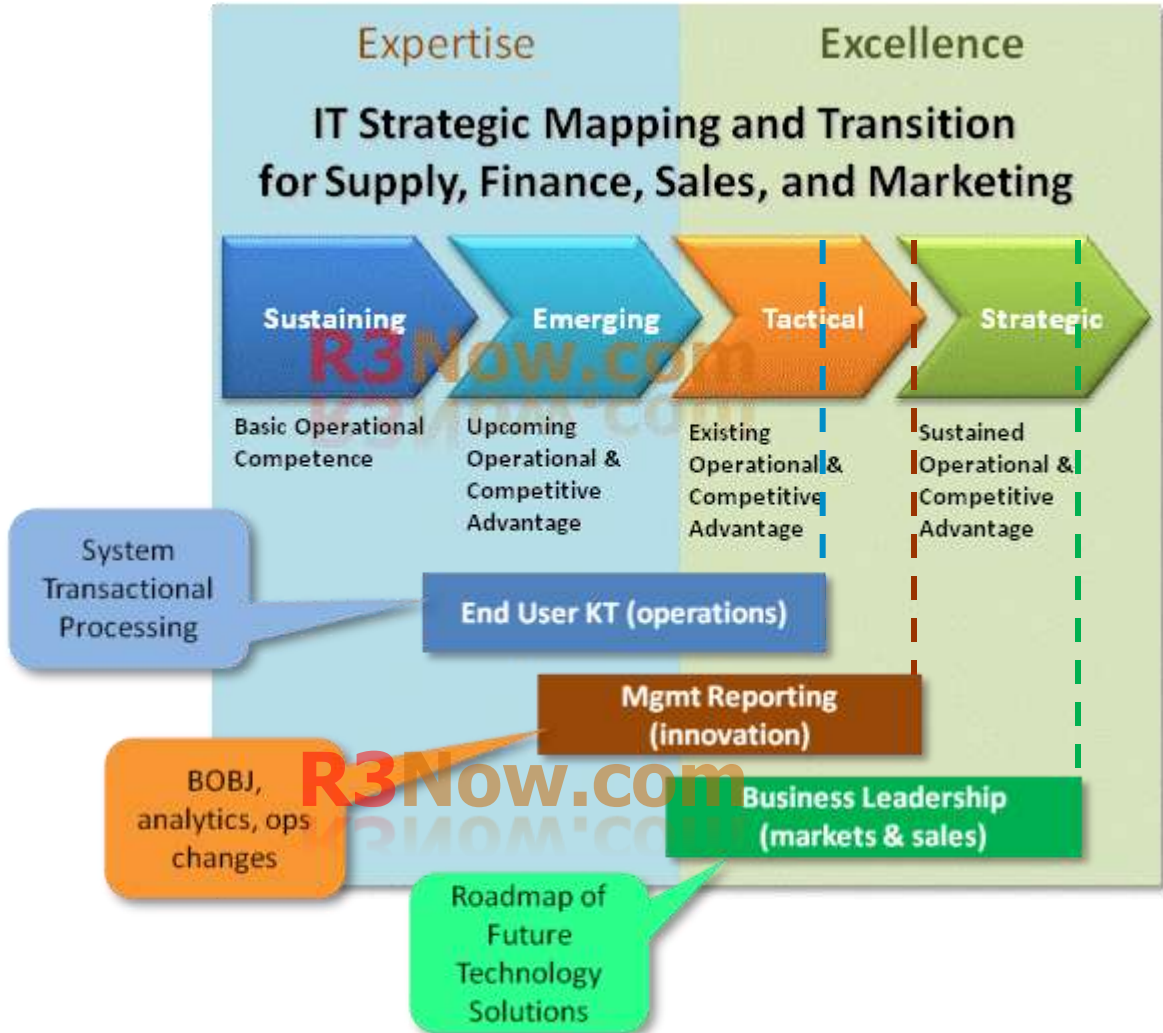 Expertise
Excellence
IT Strategic Mapping and Transition
for Supply, Finance, Sales, and Marketing
Sustaining
Emerging
Tactical
Strategic
R3Now.com
Basic Operational
Competence
Upcoming
Operational &
Competitive
Advantage
Existing
Operational &
Competitive
Advantage
Sustained
Operational &
Competitive
Advantage
System
Transactional
Processing
End User KT (operations)
Mgmt Reporting
(innovation)
BOBJ,
analytics, ops
changes
R3Now.com
Business Leadership
(markets & sales)
Roadmap of
Future
Technology
Solutions